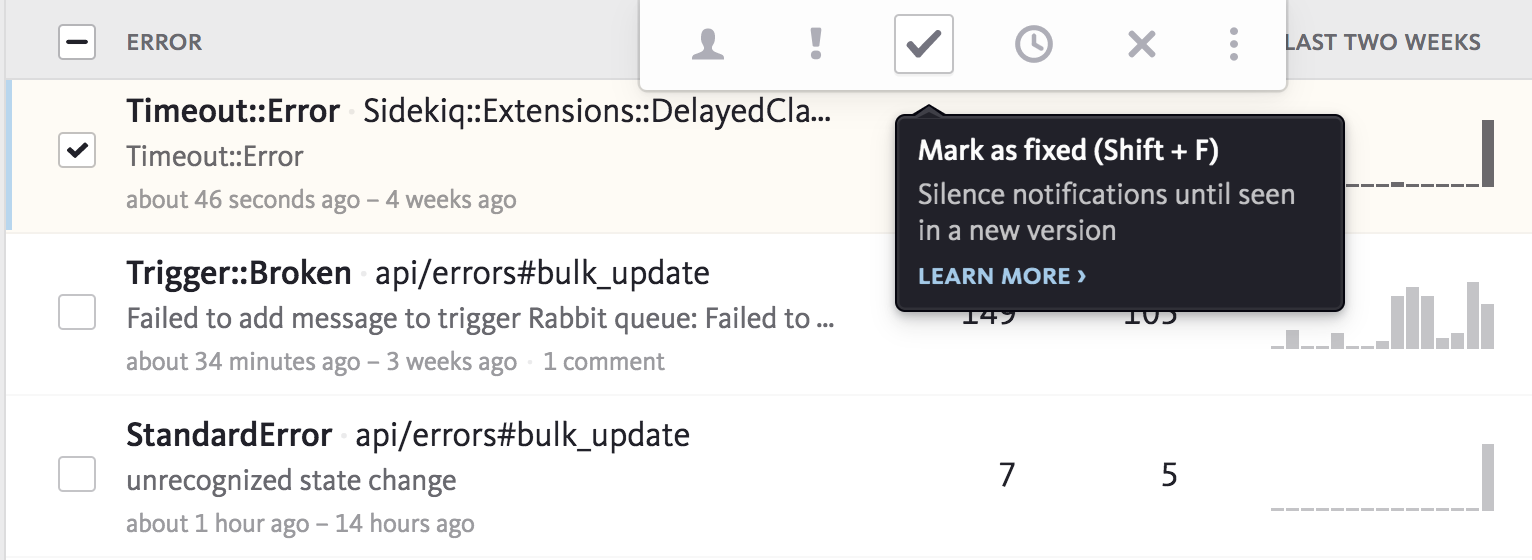 ERROR
LAST TWO WEEKS
Timeout::Error · Sidekiq::Extensions::DelayedCla...
Timeout::Error
about 46 seconds ago – 4 weeks ago
Mark as fixed (Shift + F)
Silence notifications until seen
in a new version
LEARN MORE ›
Trigger::Broken · api/errors#bulk_update
Failed to add message to trigger Rabbit queue: Failed to ...
about 34 minutes ago – 3 weeks ago · 1 comment
149
StandardError · api/errors#bulk_update
unrecognized state change
about 1 hour ago – 14 hours ago
7 5